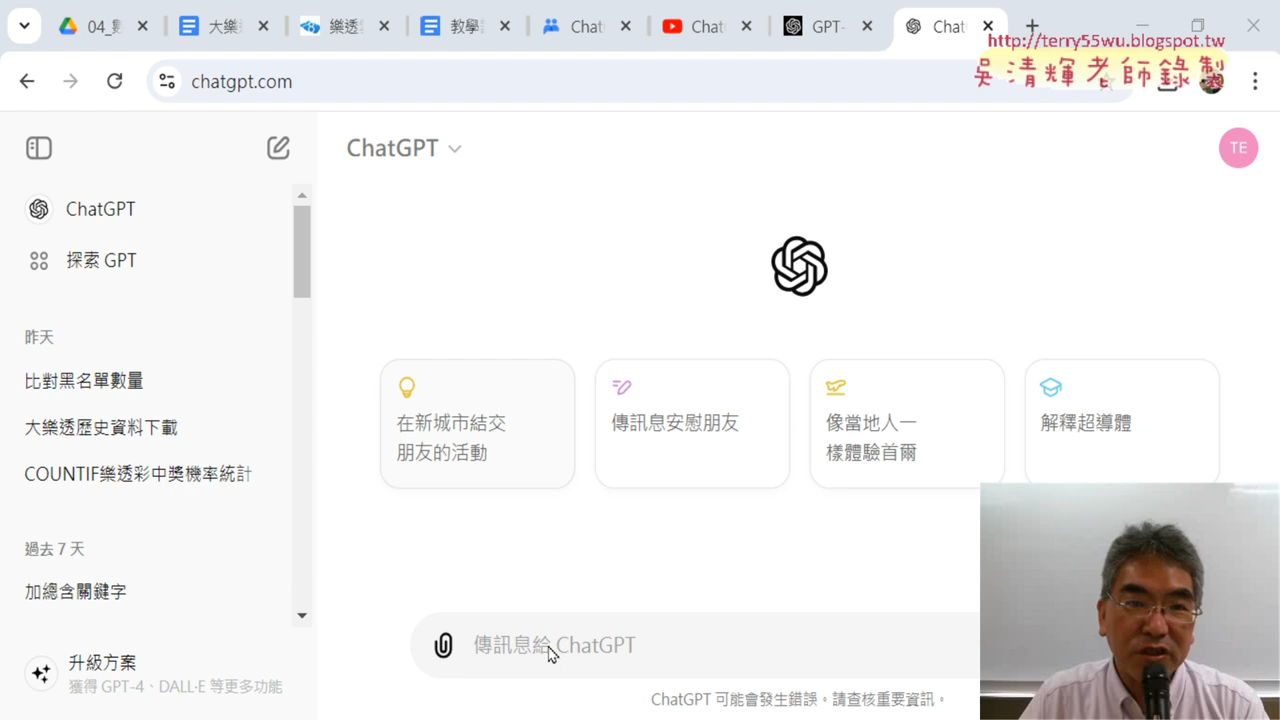 04_數
大樂
樂透
教學
Chat
Chat
GPT-
Chat
http://terry55wu.blogspot.tw
吳清輝老師錄製
chatgpt.com
ChatGPT
TE
ChatGPT
探索 GPT
昨天
比對黑名單數量
大樂透歷史資料下載
COUNTIF樂透彩中獎機率統計
過去 7 天
加總含關鍵字
升級方案
獲得 GPT-4、DALL·E 等更多功能
在新城市結交
朋友的活動
傳訊息安慰朋友
像當地人一
樣體驗首爾
解釋超導體
傳訊息給 ChatGPT
ChatGPT 可能會發生錯誤。請查核重要資訊。